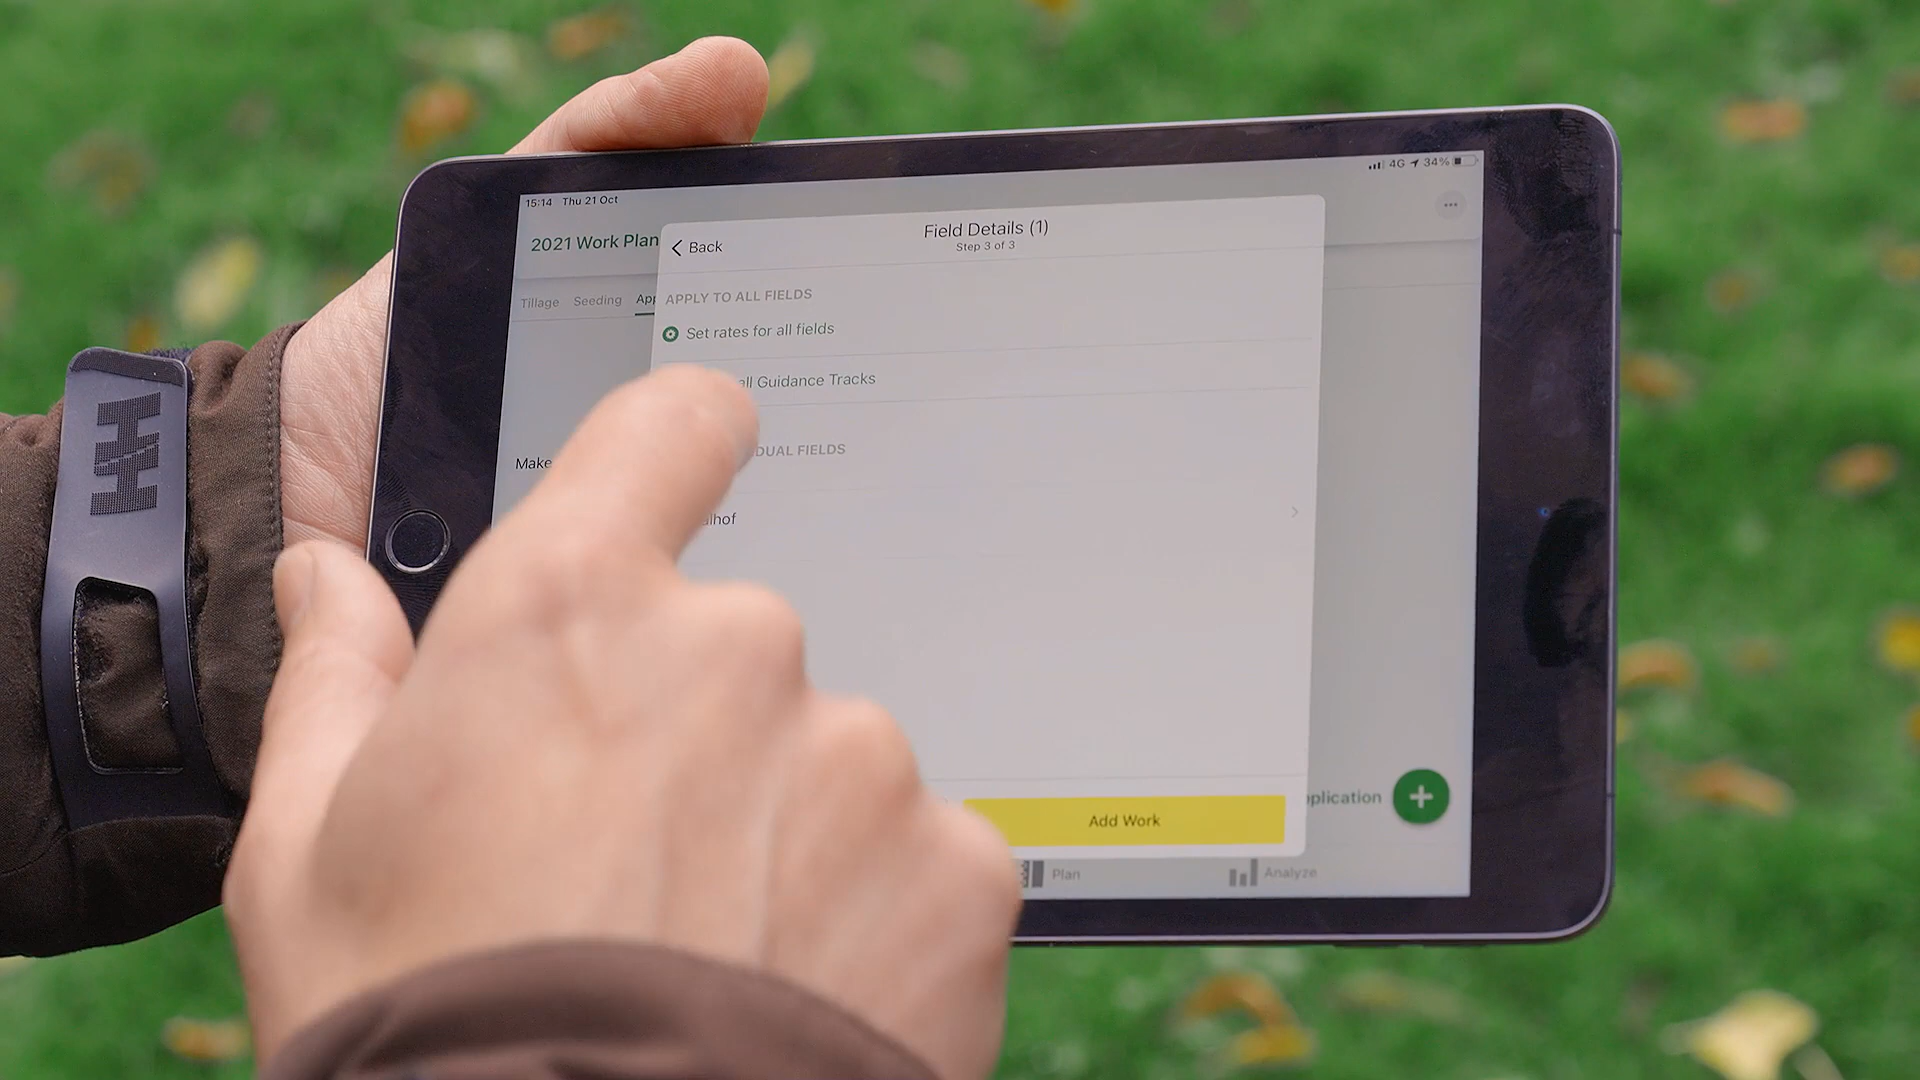 15:14 Thu 21 Oct
4G 34%
2021 Work Plan
Back
Field Details (1)
Step 3 of 3
Tillage Seeding App
APPLY TO ALL FIELDS
Set rates for all fields
all Guidance Tracks
DUAL FIELDS
Make
alhof
Add Work
plication
Plan
Analyze
HH